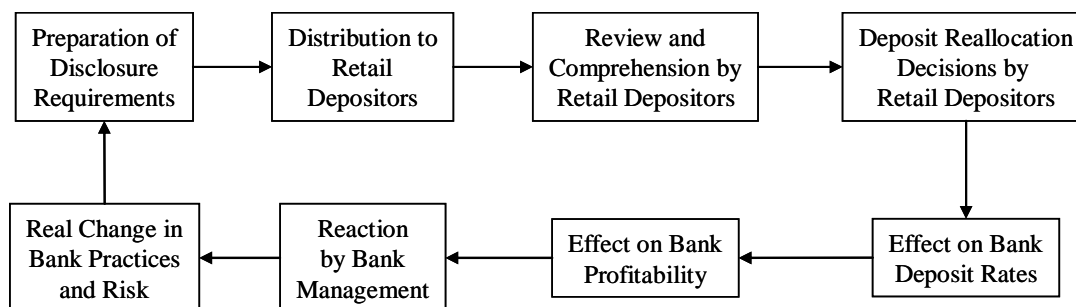 Preparation of
Disclosure
Requirements
Distribution to
Retail
Depositors
Review and
Comprehension by
Retail Depositors
Deposit Reallocation
Decisions by
Retail Depositors
Real Change in
Bank Practices
and Risk
Reaction
by Bank
Management
Effect on Bank
Profitability
Effect on Bank
Deposit Rates